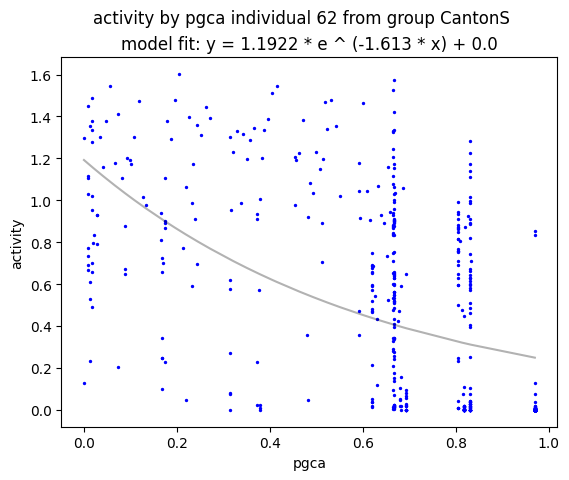 activity by pgca individual 62 from group CantonS
model fit: y = 1.1922 * e ^ (-1.613 * x) + 0.0
1.6
1.4
1.2
1.0
0.8
0.6
0.4
0.2
0.0
activity
0.0 0.2 0.4 0.6 0.8 1.0
pgca